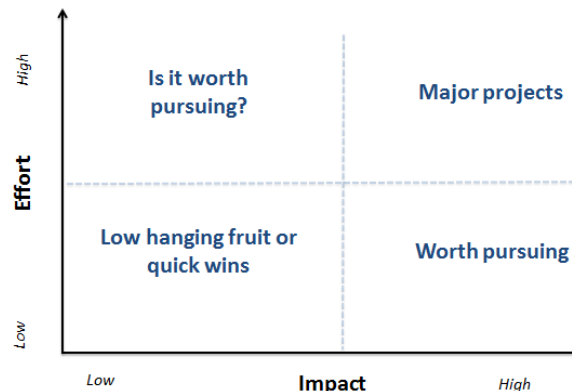 High
Is it worth
pursuing?
Major projects
Effort
Low hanging fruit or
quick wins
Worth pursuing
Low
Low
Impact
High